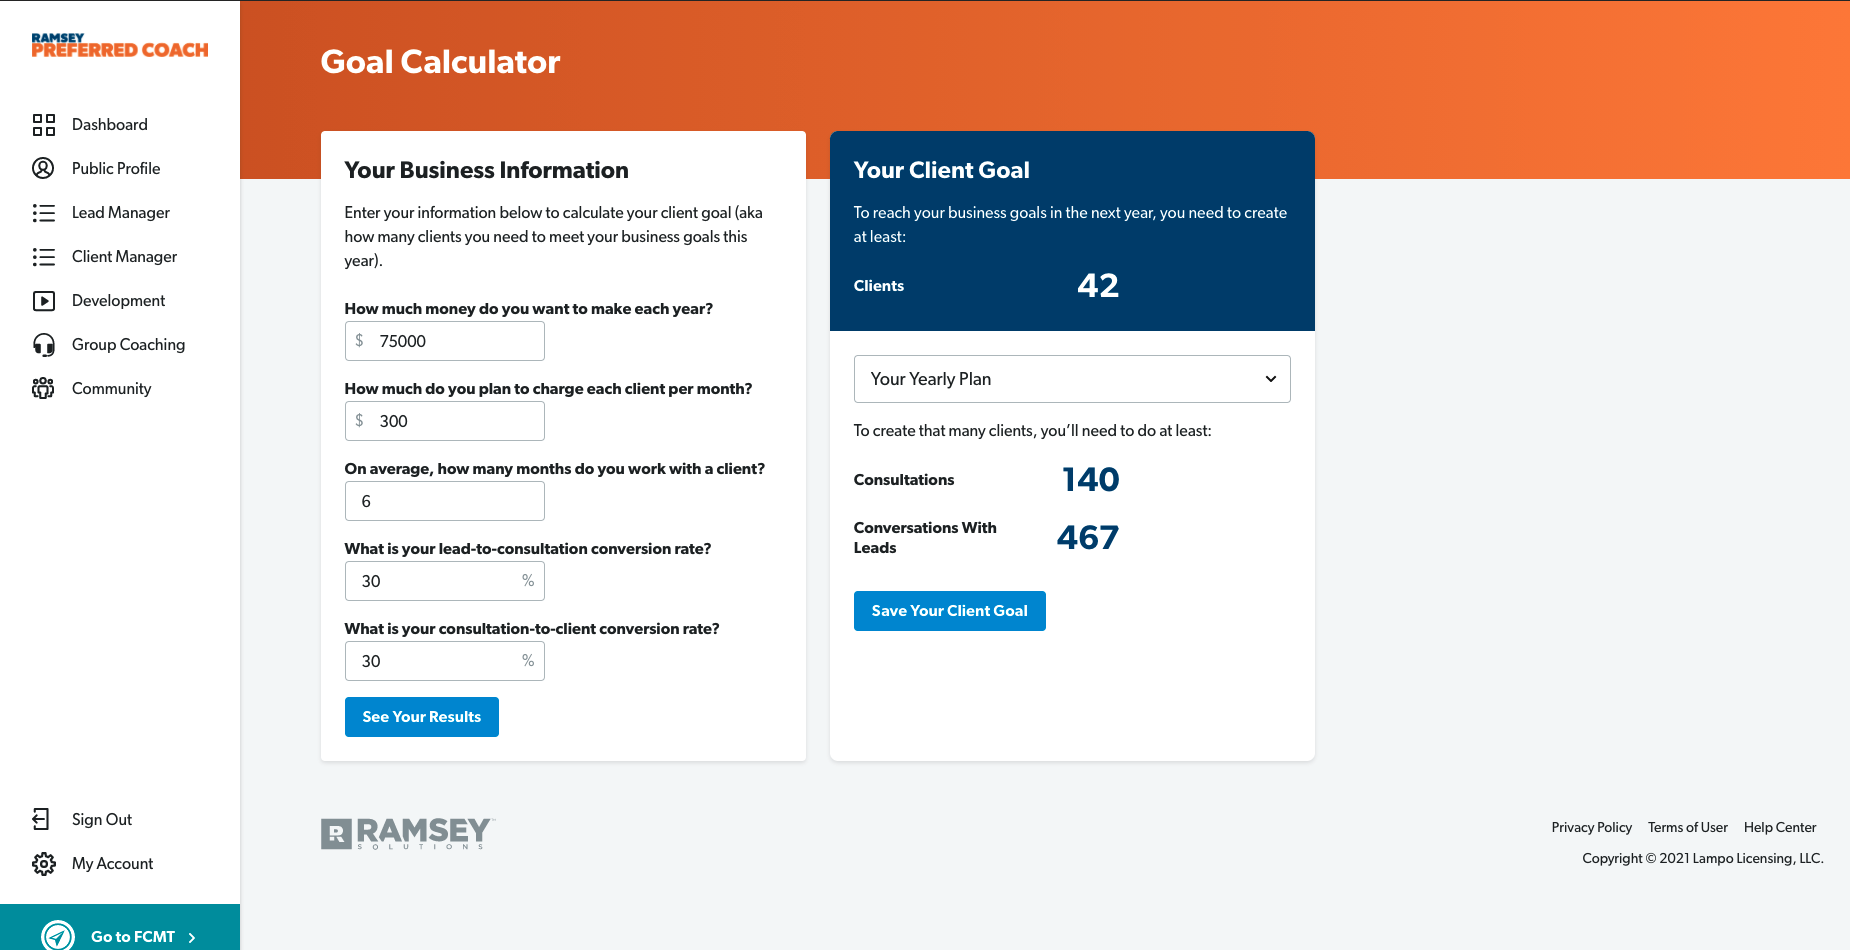 RAMSEY
PREFERRED COACH
Dashboard
Public Profile
Lead Manager
Client Manager
Development
Group Coaching
Community
Sign Out
My Account
Go to FCMT
Goal Calculator
Your Business Information
Enter your information below to calculate your client goal (aka
how many clients you need to meet your business goals this
year).
How much money do you want to make each year?
$ 75000
How much do you plan to charge each client per month?
$ 300
On average, how many months do you work with a client?
6
What is your lead-to-consultation conversion rate?
30 %
What is your consultation-to-client conversion rate?
30 %
See Your Results
Your Client Goal
To reach your business goals in the next year, you need to create
at least:
Clients 42
Your Yearly Plan
To create that many clients, you’ll need to do at least:
Consultations 140
Conversations With
Leads 467
Save Your Client Goal
R RAMSEY™
SOLUTIONS
Privacy Policy Terms of User Help Center
Copyright © 2021 Lampo Licensing, LLC.